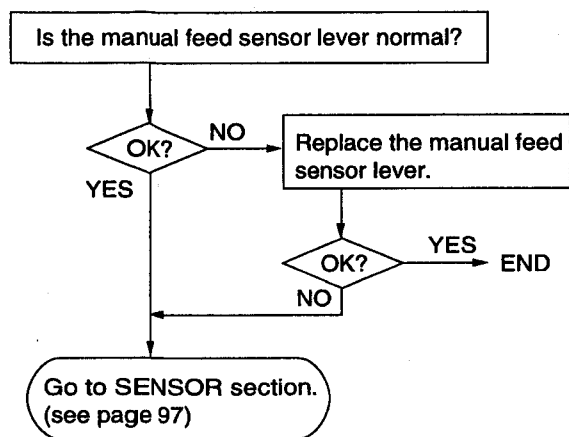 Is the manual feed sensor lever normal?
OK?
NO
YES
Replace the manual feed
sensor lever.
OK?
YES
END
NO
Go to SENSOR section.
(see page 97)